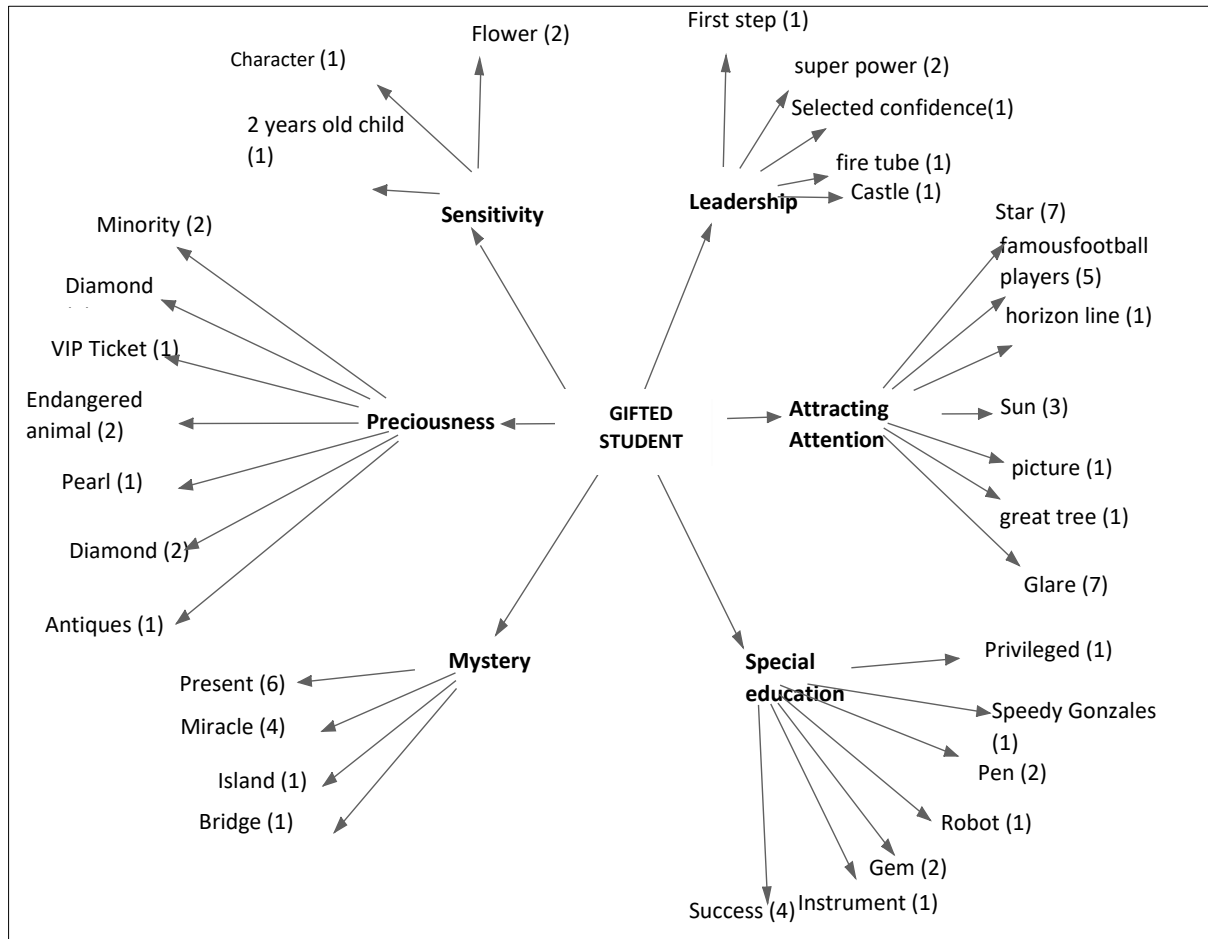 First step (1)
Flower (2)
Character (1)
super power (2)
Selected confidence(1)
2 years old child
(1)
fire tube (1)
Castle (1)
Leadership
Sensitivity
Star (7)
famousfootball
players (5)
horizon line (1)
Minority (2)
Diamond
VIP Ticket (1)
Endangered
animal (2)
Preciousness
GIFTED
STUDENT
Attracting
Attention
Sun (3)
picture (1)
great tree (1)
Glare (7)
Pearl (1)
Diamond (2)
Antiques (1)
Mystery
Present (6)
Miracle (4)
Island (1)
Bridge (1)
Special
education
Privileged (1)
Speedy Gonzales
(1)
Pen (2)
Robot (1)
Gem (2)
Instrument (1)
Success (4)